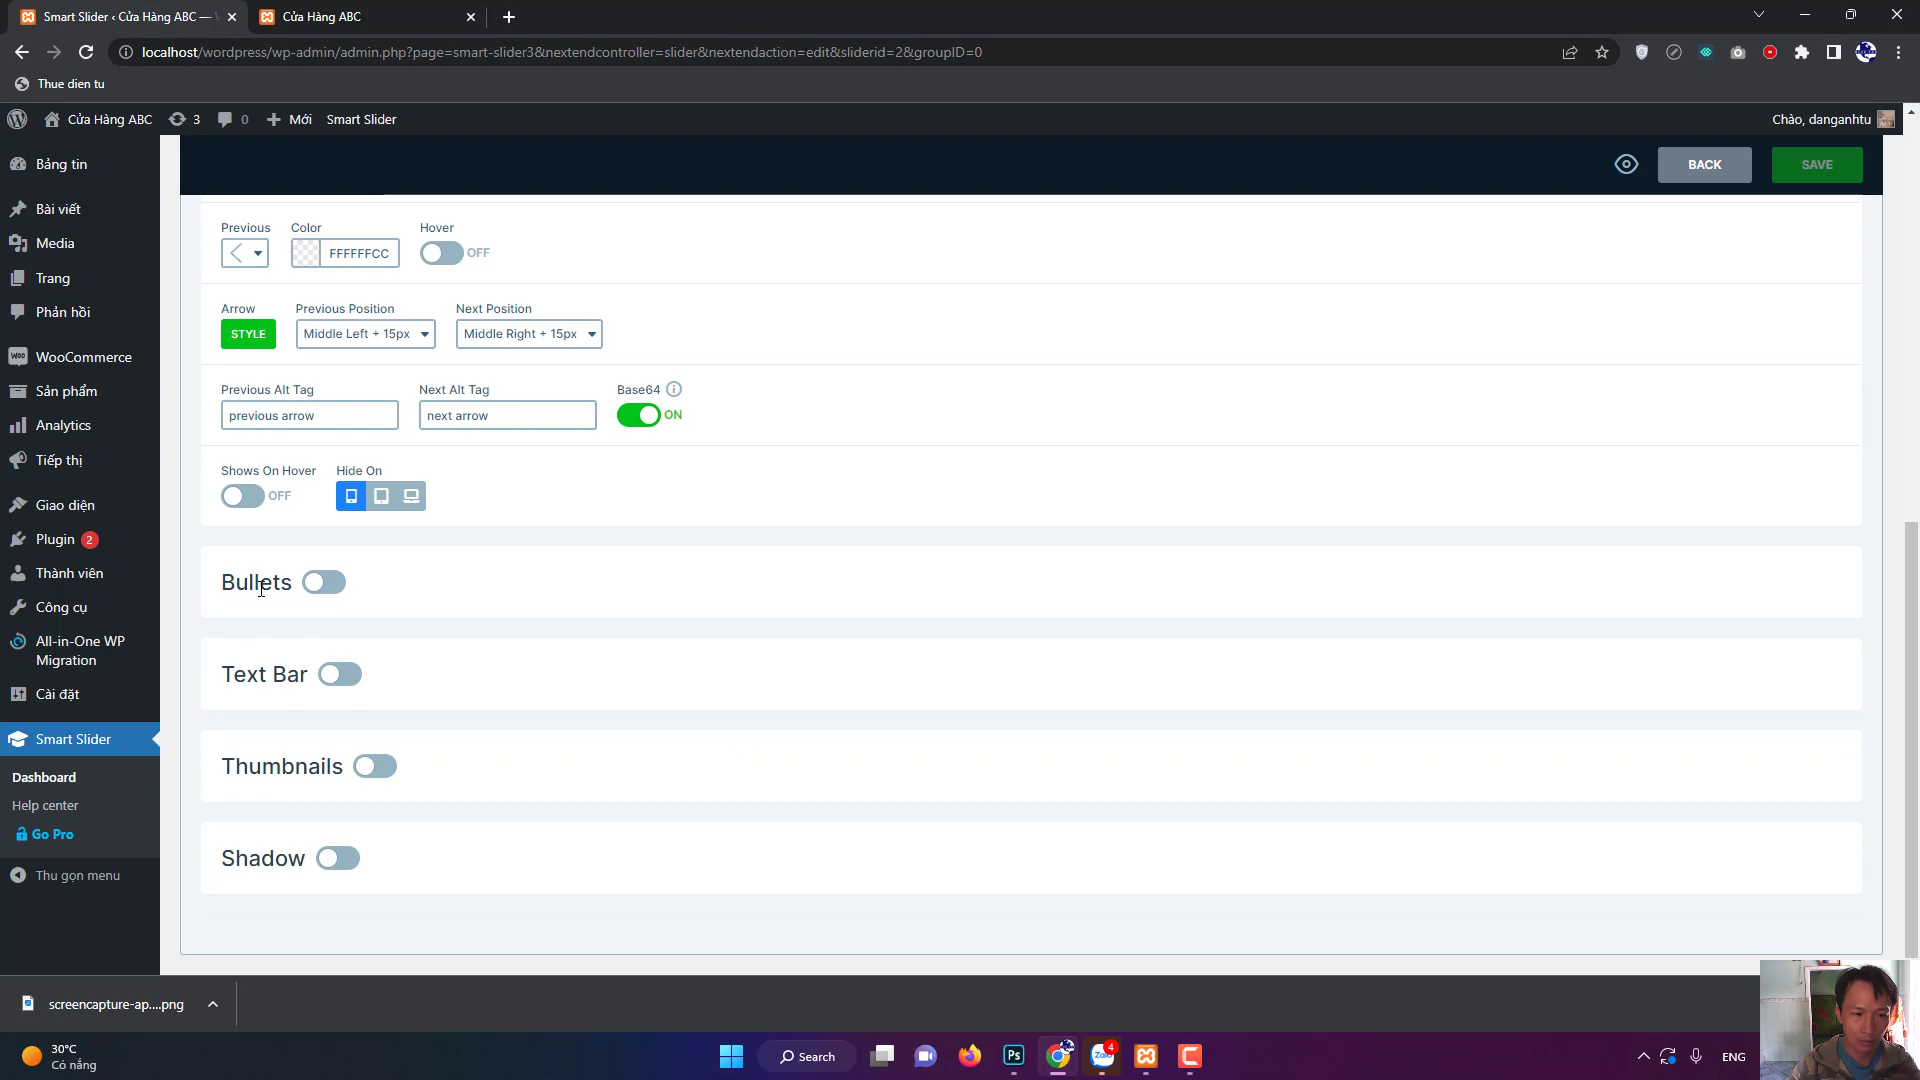 Smart Slider ‹ Cửa Hàng ABC —
Cửa Hàng ABC
localhost/wordpress/wp-admin/admin.php?page=smart-slider3&nextendcontroller=slider&nextendaction=edit&sliderid=2&groupID=0
Thue dien tu
Cửa Hàng ABC
3
0
Mới
Smart Slider
Chào, danganhtu
Bảng tin
Bài viết
Media
Trang
Phản hồi
WooCommerce
Sản phẩm
Analytics
Tiếp thị
Giao diện
Plugin 2
Thành viên
Công cụ
All-in-One WP
Migration
Cài đặt
Smart Slider
Dashboard
Help center
Go Pro
Thu gọn menu
BACK
SAVE
Previous
Color
Hover
FFFFFFCC
OFF
Arrow
Previous Position
Next Position
STYLE
Middle Left + 15px
Middle Right + 15px
Previous Alt Tag
Next Alt Tag
Base64
previous arrow
next arrow
ON
Shows On Hover
Hide On
OFF
Bullets
Text Bar
Thumbnails
Shadow
screencapture-ap....png
30°C
Có nắng
Search
Ps
Zalo
4
ENG